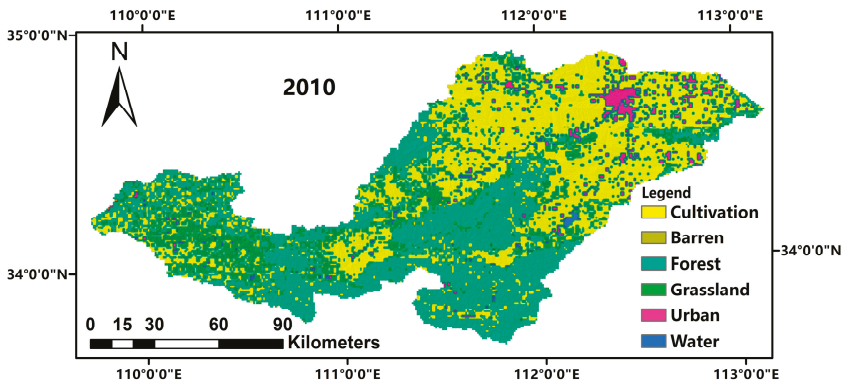 110°0'0"E 111°0'0"E 112°0'0"E 113°0'0"E
35°0'0"N
N
2010
Legend
Cultivation
Barren
34°0'0"N
Forest
34°0'0"N
Grassland
Urban
0 15 30 60 90
Kilometers
Water
110°0'0"E 111°0'0"E 112°0'0"E 113°0'0"E